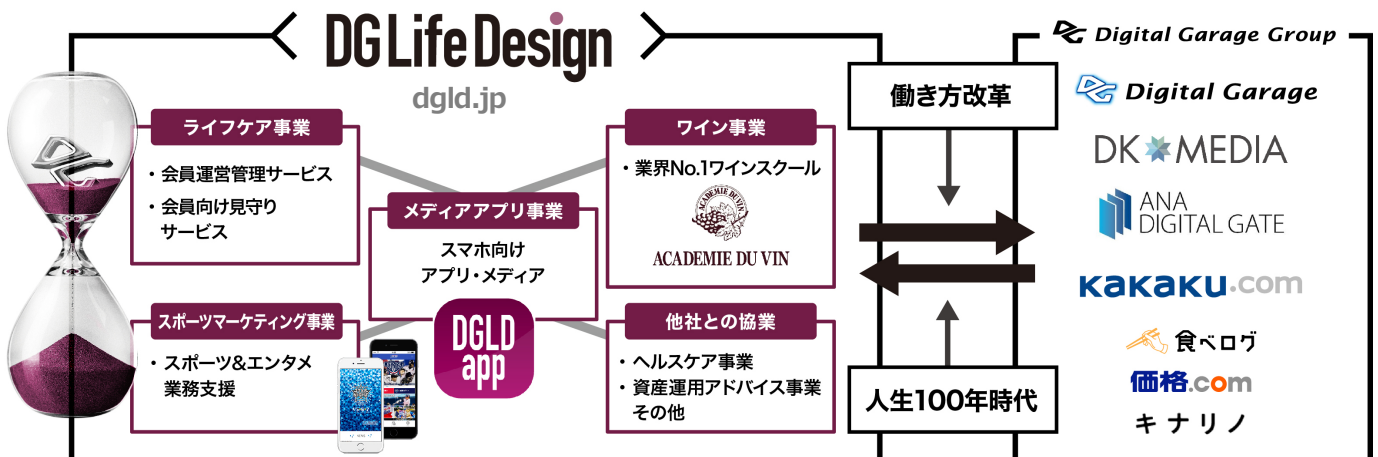 DG Life Design
dgld.jp
ライフケア事業
・会員運営管理サービス
・会員向け見守り
サービス
ワイン事業
・業界No.1ワインスクール
ACADEMIE DU VIN
ACADEMIE DU VIN
メディアアプリ事業
スマホ向け
アプリ・メディア
DGLD
app
スポーツマーケティング事業
・スポーツ&エンタメ
業務支援
他社との協業
・ヘルスケア事業
・資産運用アドバイス事業
その他
働き方改革
人生100年時代
DG Digital Garage Group
DG Digital Garage
DK MEDIA
ANA
DIGITAL GATE
kakaku.com
食べログ
価格.com
キナリノ
DG